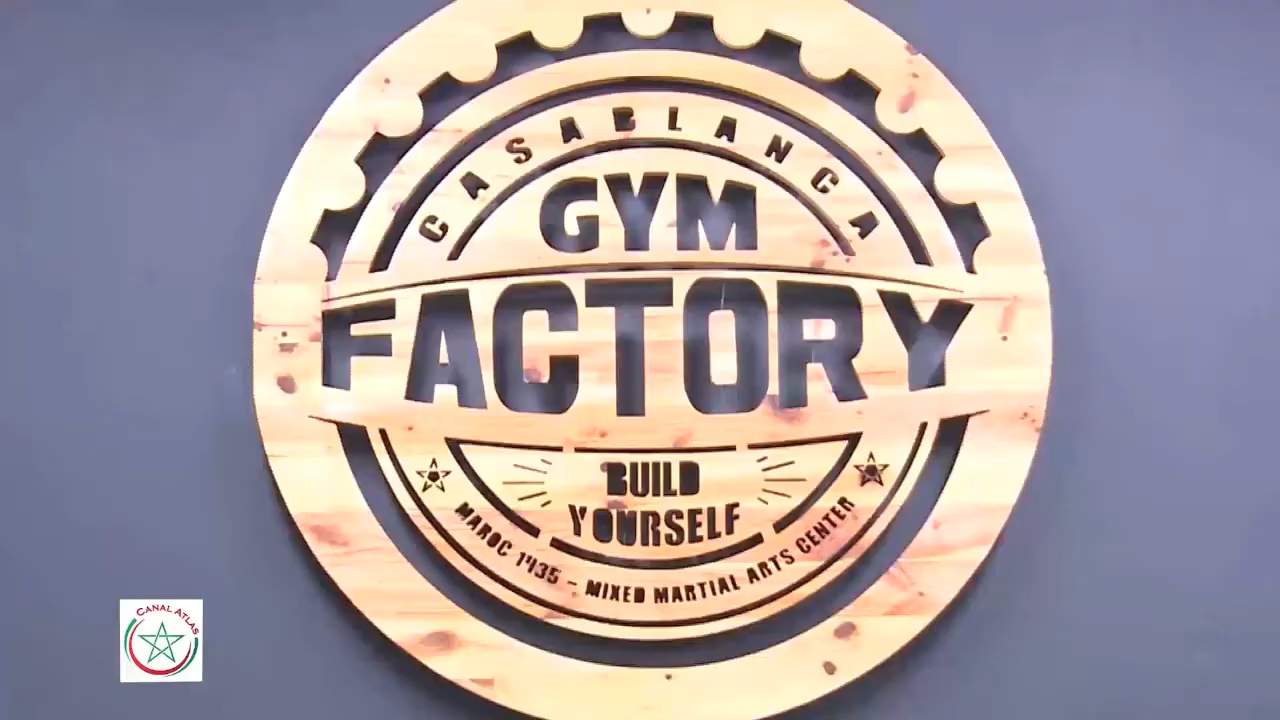 CASABLANCA
GYM
FACTORY
BUILD
YOURSELF
MAROC 1435 - MIXED MARTIAL ARTS CENTER
CANAL ATLAS